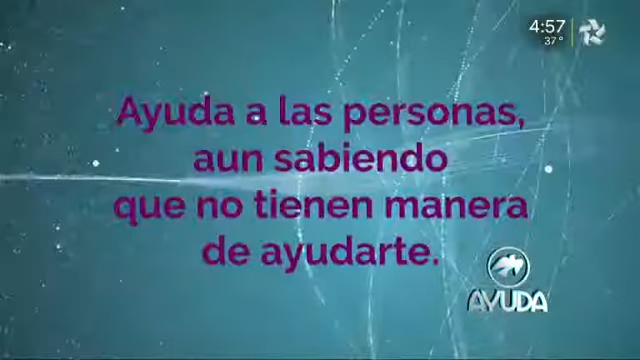 4:57
37°
Ayuda a las personas,
aun sabiendo
que no tienen manera
de ayudarte.
AYUDA